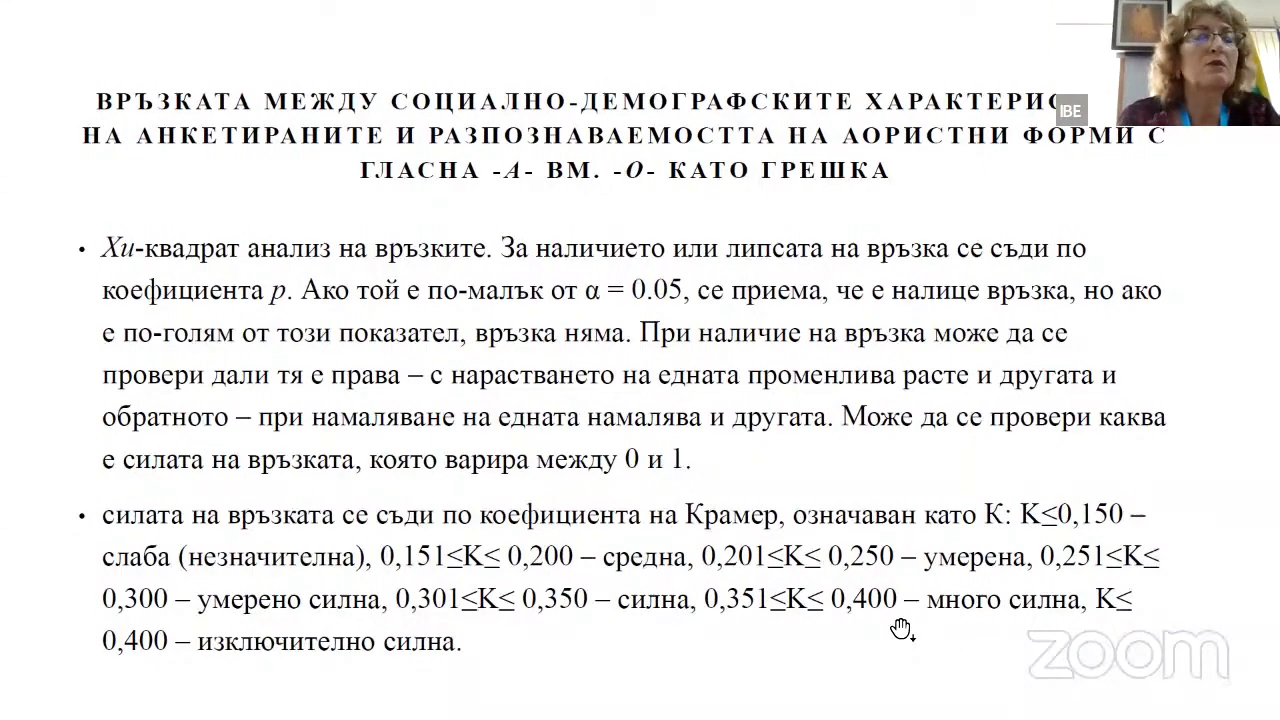 ВРЪЗКАТА МЕЖДУ СОЦИАЛНО-ДЕМОГРАФСКИТЕ
НА АНКЕТИРАНИТЕ И РАЗПОЗНАВАЕМОСТТА НА АОРИСТНИ ФОРМИ С
ГЛАСНА -А- ВМ. -О- КАТО ГРЕШКА
IBE
• Хи-квадрат анализ на връзките. За наличието или липсата на връзка се съди по
коефициента p. Ако той е по-малък от α = 0.05, се приема, че е налице връзка, но ако
е по-голям от този показател, връзка няма. При наличие на връзка може да се
провери дали тя е права – с нарастването на едната променлива расте и другата и
обратното – при намаляване на едната намалява и другата. Може да се провери каква
е силата на връзката, която варира между 0 и 1.
• силата на връзката се съди по коефициента на Крамер, означаван като К: K≤0,150 –
слаба (незначителна), 0,151≤K≤ 0,200 – средна, 0,201≤K≤ 0,250 – умерена, 0,251≤K≤
0,300 – умерено силна, 0,301≤K≤ 0,350 – силна, 0,351≤K≤ 0,400 – много силна, K≤
0,400 – изключително силна.
zoom